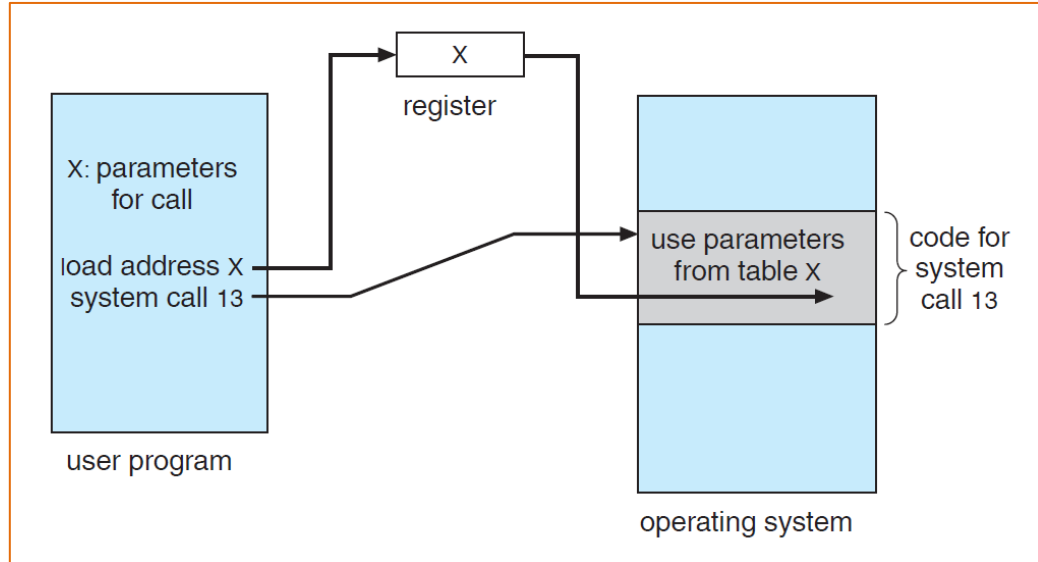 X
register
X: parameters
for call
load address X
system call 13
user program
use parameters
from table X
code for
system
call 13
operating system